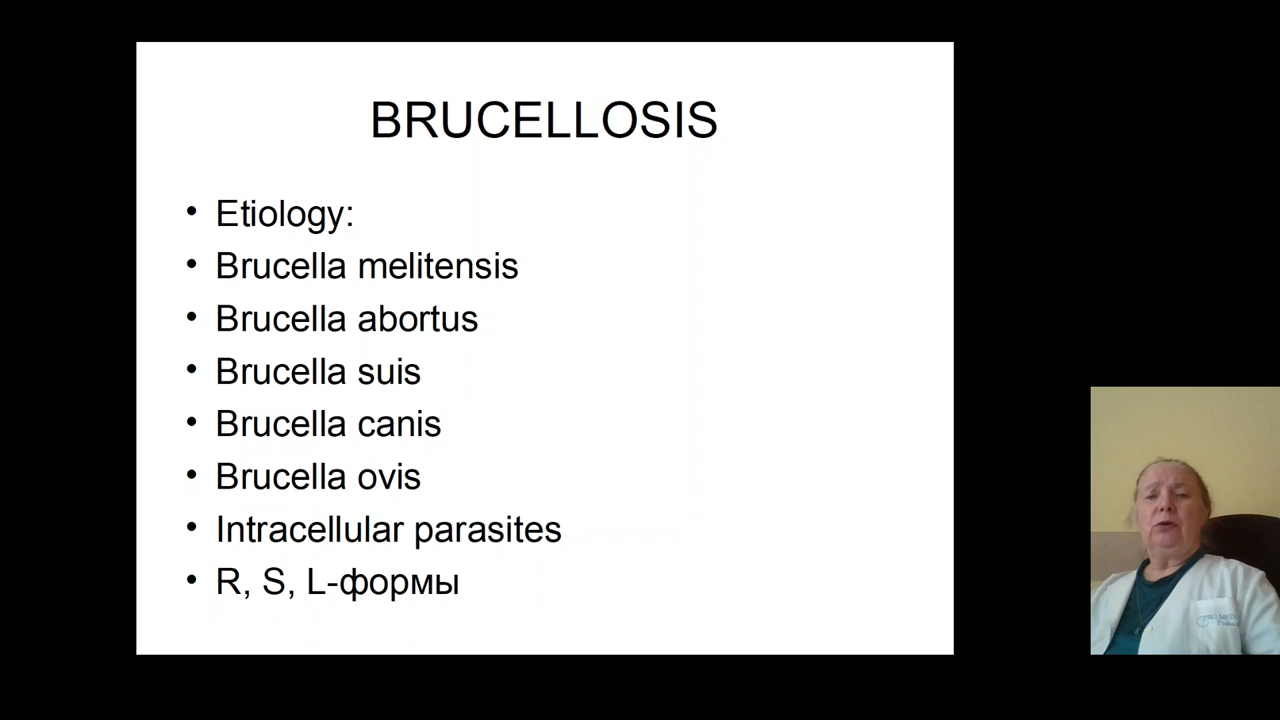 BRUCELLOSIS
• Etiology:
• Brucella melitensis
• Brucella abortus
• Brucella suis
• Brucella canis
• Brucella ovis
• Intracellular parasites
• R, S, L-формы